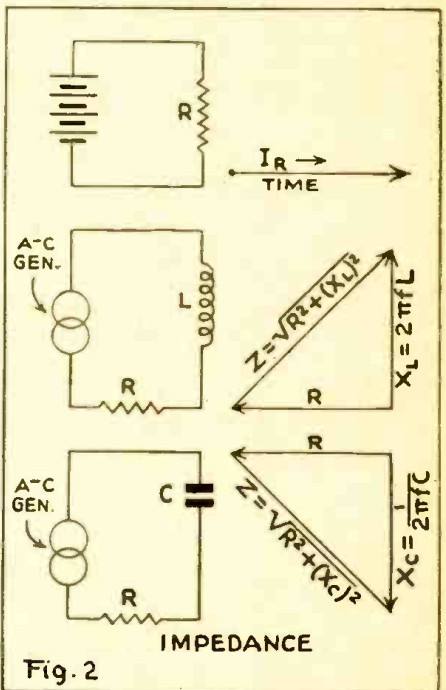 R
I_R →
TIME
A-C
GEN.
L
R
Z=√R²+(X_L)²
X_L=2πfL
R
A-C
GEN.
C
R
R
Z=√R²+(X_C)²
X_C=1/2πfC
IMPEDANCE
Fig. 2